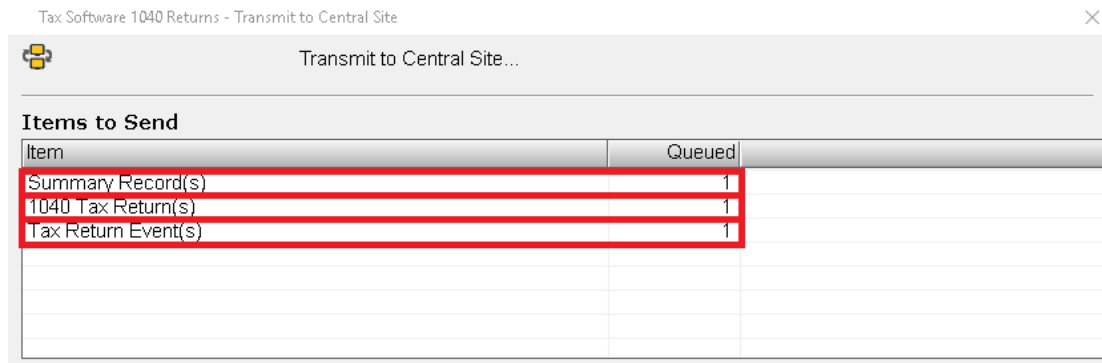 Tax Software 1040 Returns - Transmit to Central Site
Transmit to Central Site...
Items to Send
Item Queued
Summary Record(s) 1
1040 Tax Return(s) 1
Tax Return Event(s) 1